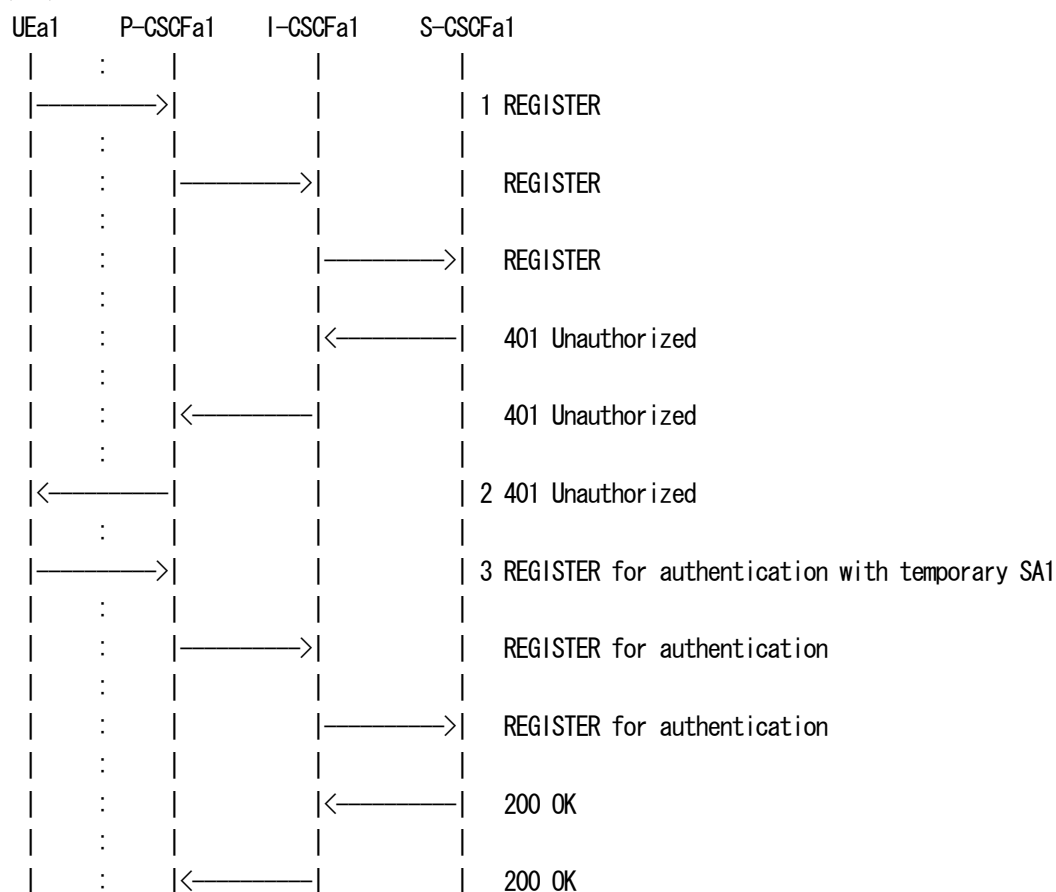 UEa1 P-CSCFa1 I-CSCFa1 S-CSCFa1
1 REGISTER
REGISTER
REGISTER
401 Unauthorized
401 Unauthorized
2 401 Unauthorized
3 REGISTER for authentication with temporary SA1
REGISTER for authentication
REGISTER for authentication
200 OK
200 OK